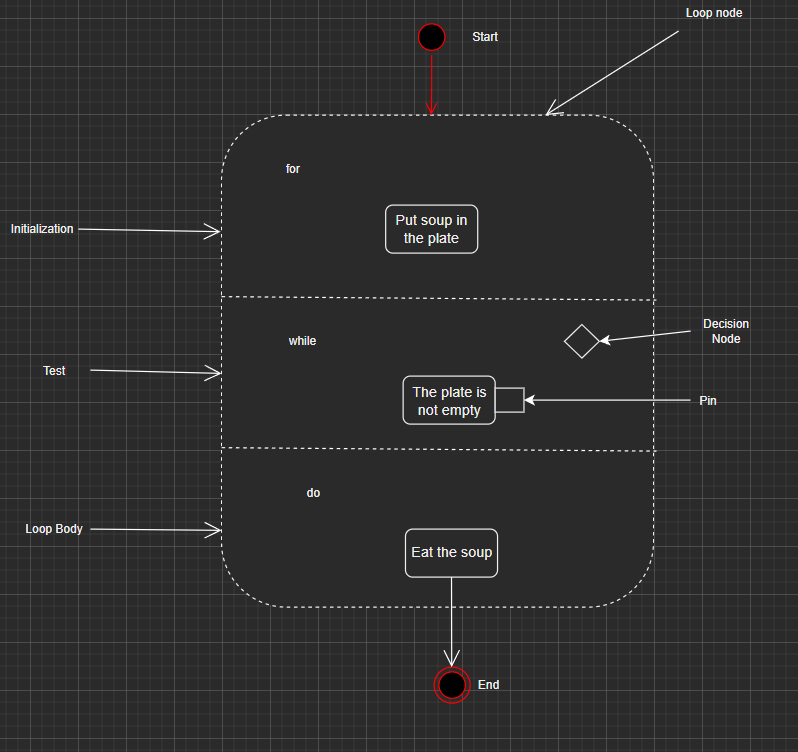 Loop node
Start
for
Put soup in
the plate
Initialization
Decision
Node
while
Test
The plate is
not empty
Pin
do
Loop Body
Eat the soup
End